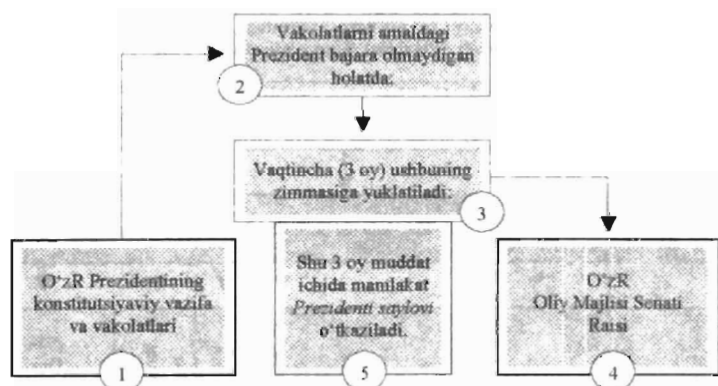 Vakolatlarni amaldagi
Prezident bajara olmaydigan
holatda:
2
Vaqtincha (3 oy) ushbuning
zimmasiga yuklatiladi:
3
O‘zR Prezidentining
konstitutsiyaviy vazifa
va vakolatlari
1
Shu 3 oy muddat
ichida mamlakat
Prezidenti saylovi
o‘tkaziladi.
5
O‘zR
Oliy Majlisi Senati
Raisi
4